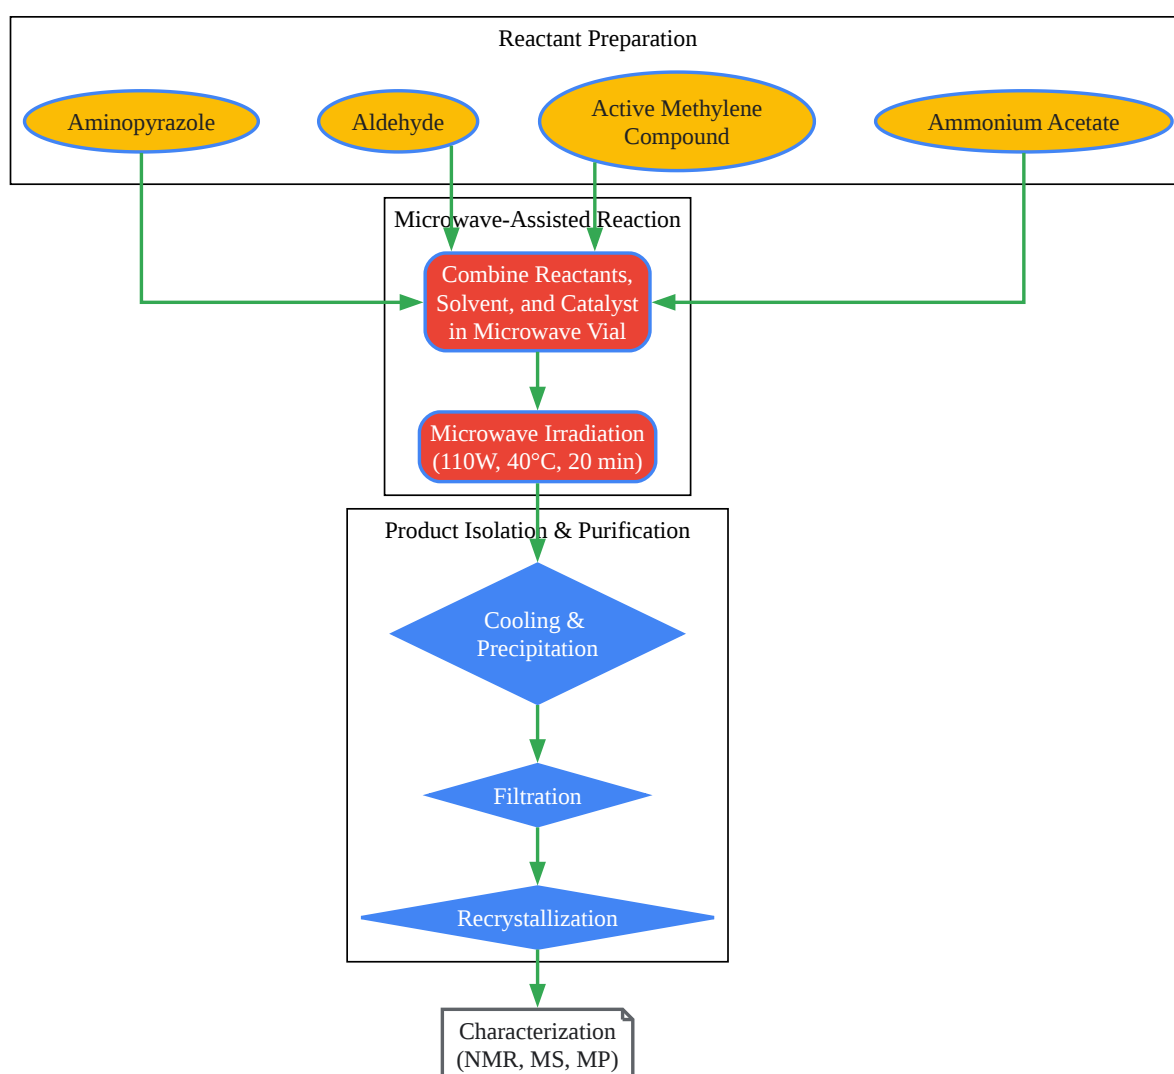 Reactant Preparation
Aminopyrazole
Aldehyde
Active Methylene
Compound
Ammonium Acetate
Microwave-Assisted Reaction
Combine Reactants,
Solvent, and Catalyst
in Microwave Vial
Microwave Irradiation
(110W, 40°C, 20 min)
Product Isolation & Purification
Cooling &
Precipitation
Filtration
Recrystallization
Characterization
(NMR, MS, MP)